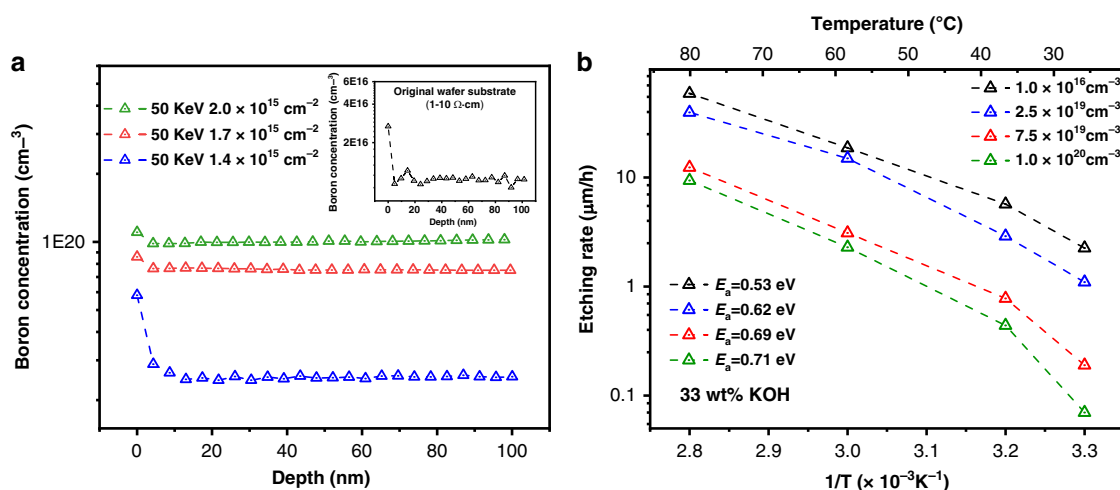 a
Boron concentration (cm–3)
1E20
50 KeV 2.0 × 10¹⁵ cm⁻²
50 KeV 1.7 × 10¹⁵ cm⁻²
50 KeV 1.4 × 10¹⁵ cm⁻²
0 20 40 60 80 100
Depth (nm)
Boron concentration (cm⁻³)
6E16
4E16
2E16
Original wafer substrate
(1-10 Ω·cm)
0 20 40 60 80 100
Depth (nm)
b
Temperature (°C)
80 70 60 50 40 30
Etching rate (μm/h)
10
1
0.1
1.0 × 10¹⁶cm⁻³
2.5 × 10¹⁹cm⁻³
7.5 × 10¹⁹cm⁻³
1.0 × 10²⁰cm⁻³
Eₐ=0.53 eV
Eₐ=0.62 eV
Eₐ=0.69 eV
Eₐ=0.71 eV
33 wt% KOH
2.8 2.9 3.0 3.1 3.2 3.3
1/T (× 10⁻³K⁻¹)